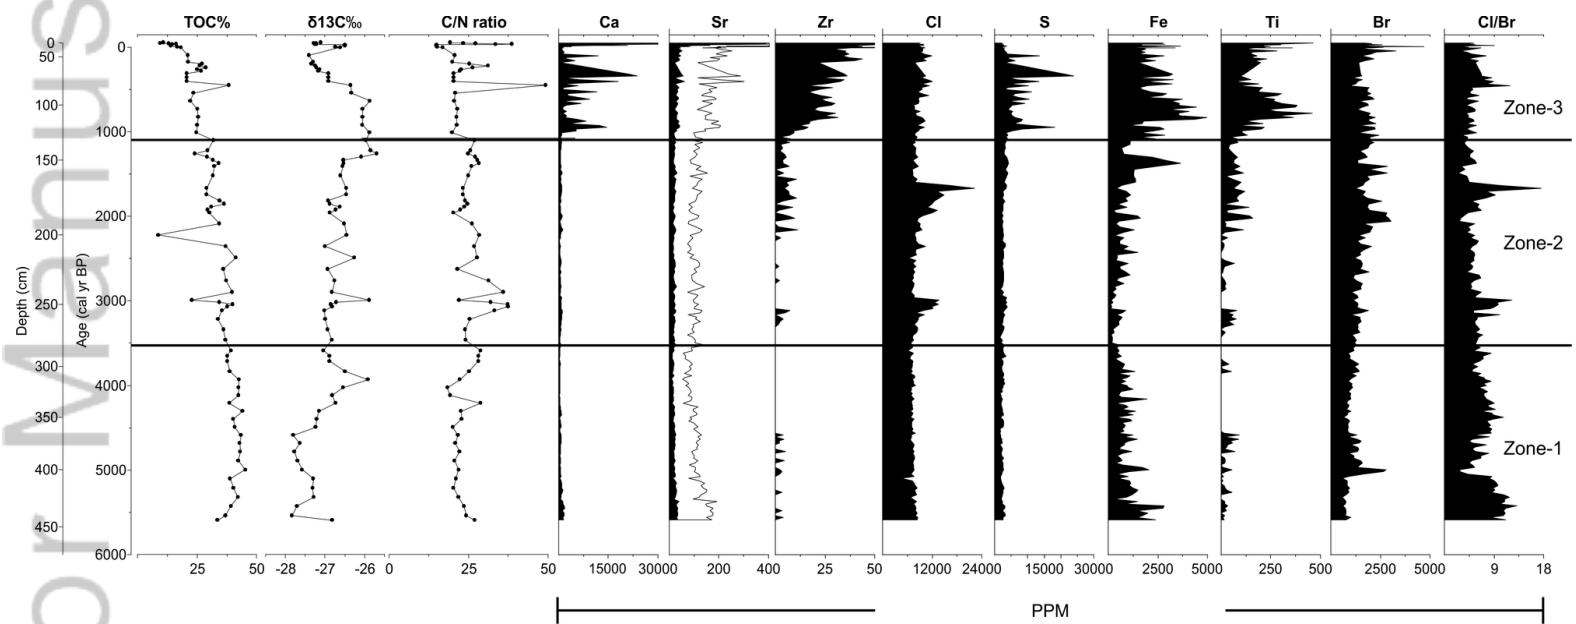 TOC% δ13C‰ C/N ratio Ca Sr Zr Cl S Fe Ti Br Cl/Br
0 50 100 150 200 250 300 350 400 450
Depth (cm)
0 1000 2000 3000 4000 5000 6000
Age (cal yr BP)
Zone-3
Zone-2
Zone-1
25 50 -28 -27 -26 0 25 50 15000 30000 200 400 25 50 12000 24000 15000 30000 2500 5000 250 500 2500 5000 9 18
PPM
or Manus